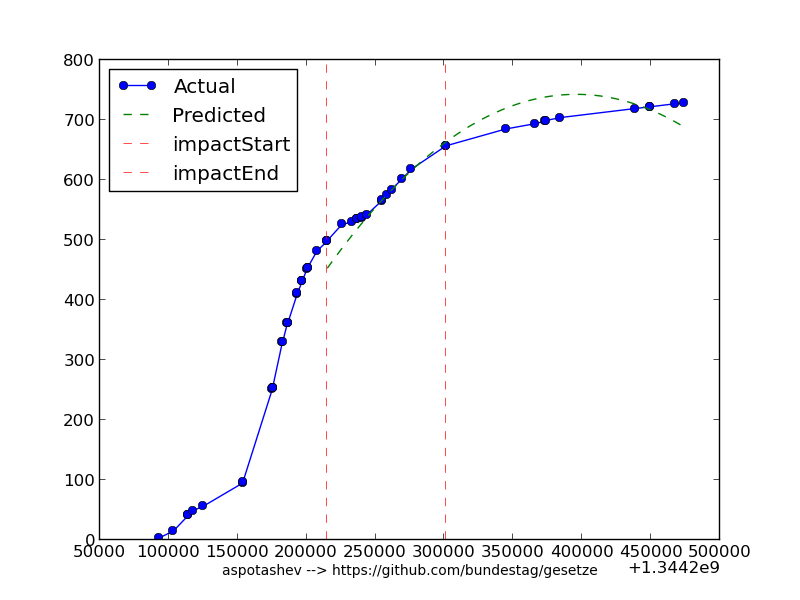 800
700
600
500
400
300
200
100
0
Actual
Predicted
impactStart
impactEnd
50000 100000 150000 200000 250000 300000 350000 400000 450000 500000
aspotashev --> https://github.com/bundestag/gesetze +1.3442e9